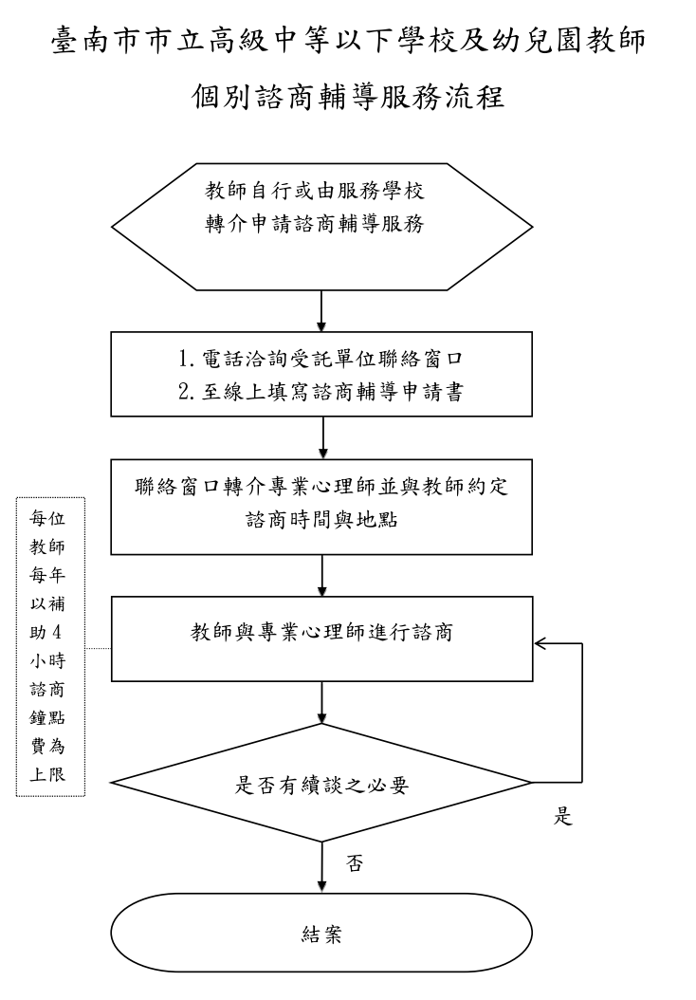 臺南市市立高級中等以下學校及幼兒園教師
個別諮商輔導服務流程
教師自行或由服務學校
轉介申請諮商輔導服務
1.電話洽詢受託單位聯絡窗口
2.至線上填寫諮商輔導申請書
聯絡窗口轉介專業心理師並與教師約定
諮商時間與地點
每位
教師
每年
以補
助4
小時
諮商
鐘點
費為
上限
教師與專業心理師進行諮商
是否有續談之必要
是
否
結案